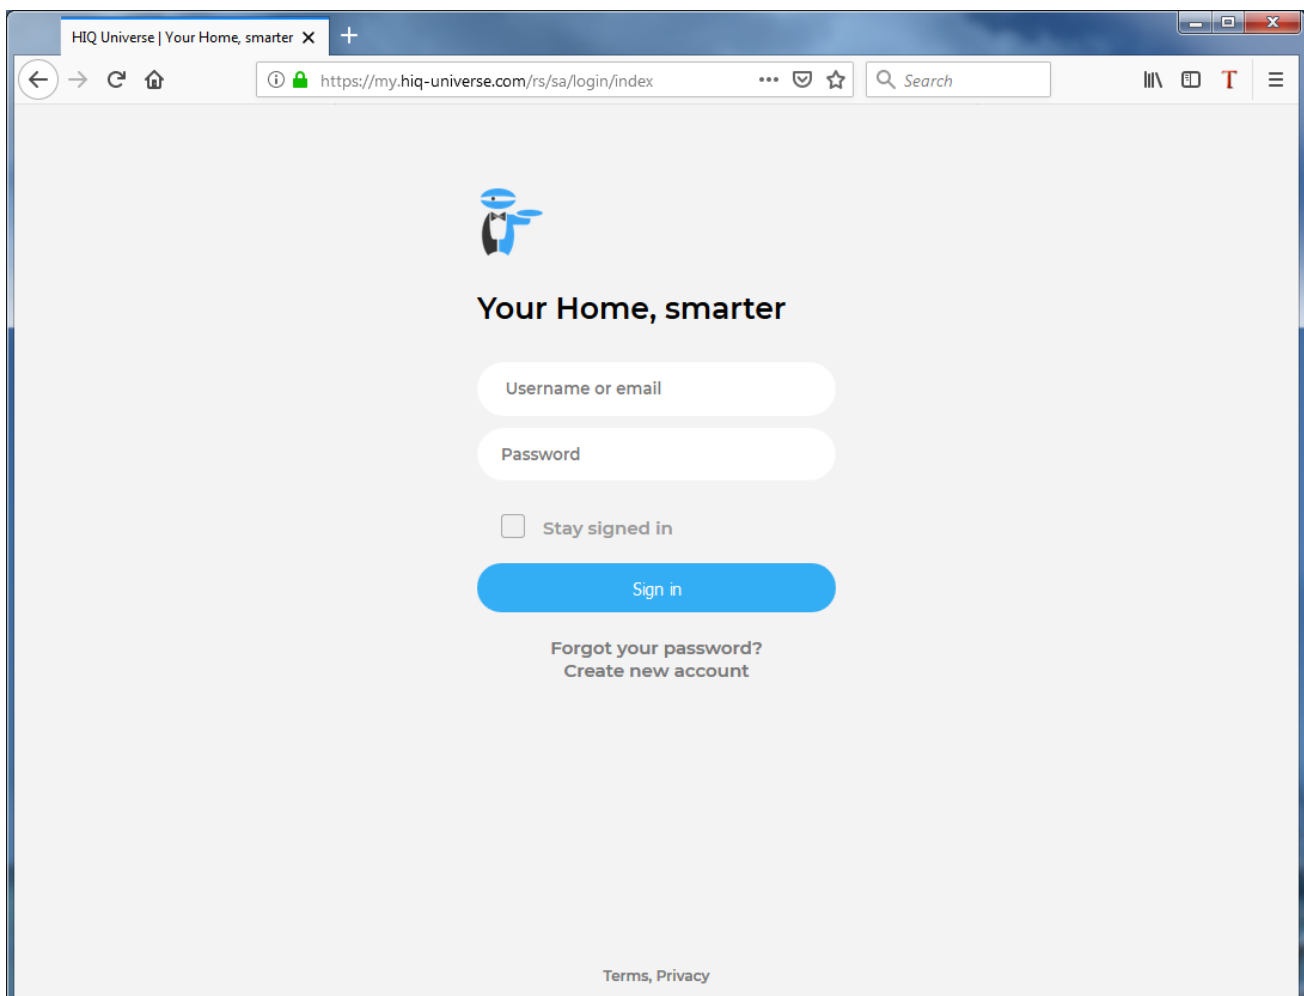 HIQ Universe | Your Home, smarter
https://my.hiq-universe.com/rs/sa/login/index
Search
Your Home, smarter
Username or email
Password
Stay signed in
Sign in
Forgot your password?
Create new account
Terms, Privacy